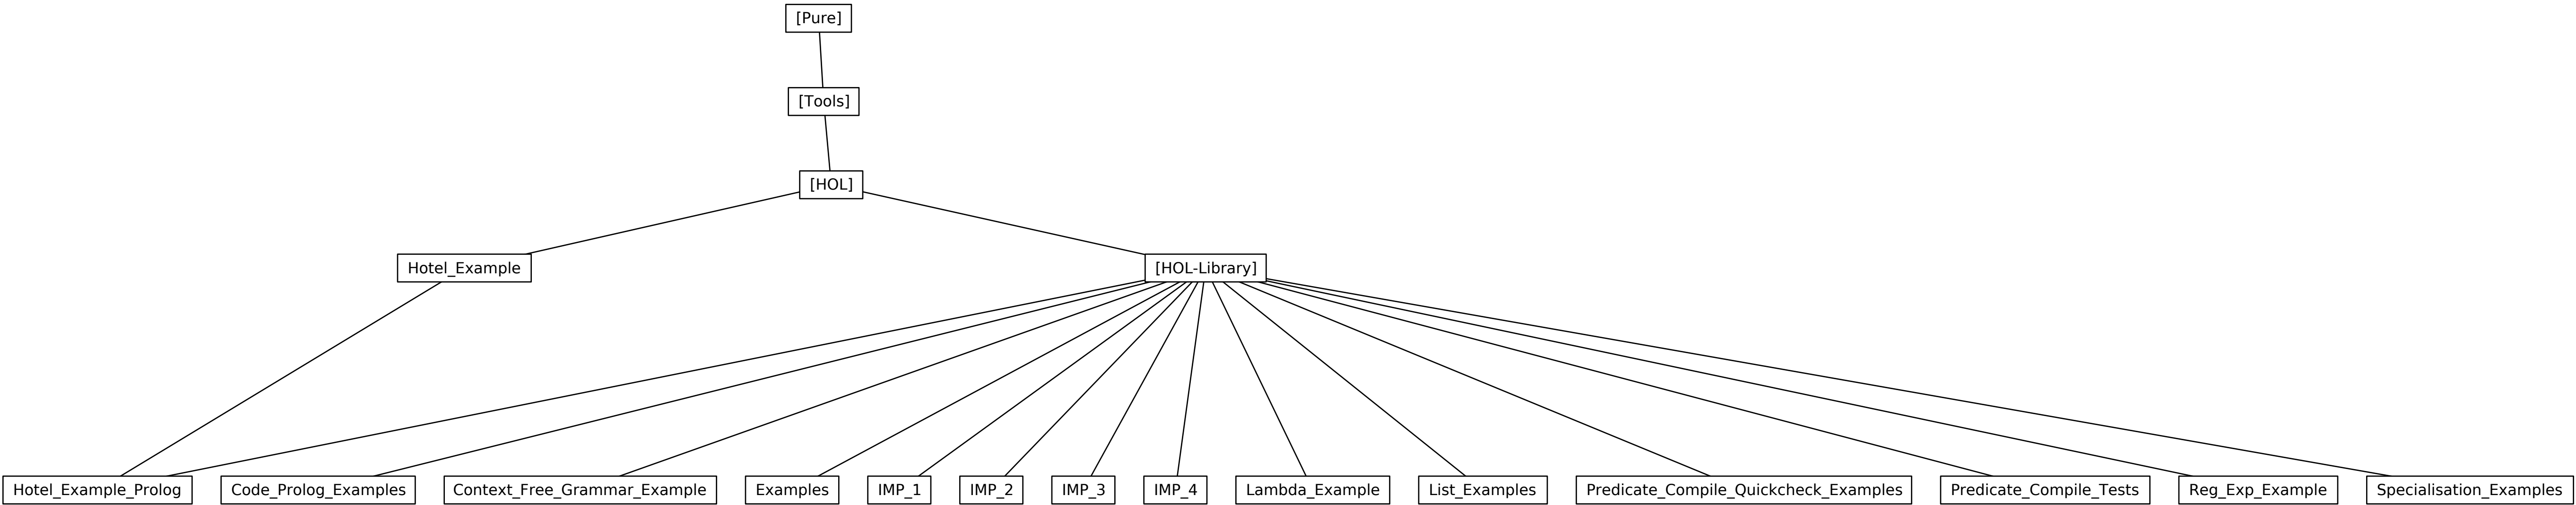 [Pure]
[Tools]
[HOL]
Hotel_Example
[HOL-Library]
Hotel_Example_Prolog
Code_Prolog_Examples
Context_Free_Grammar_Example
Examples
IMP_1
IMP_2
IMP_3
IMP_4
Lambda_Example
List_Examples
Predicate_Compile_Quickcheck_Examples
Predicate_Compile_Tests
Reg_Exp_Example
Specialisation_Examples